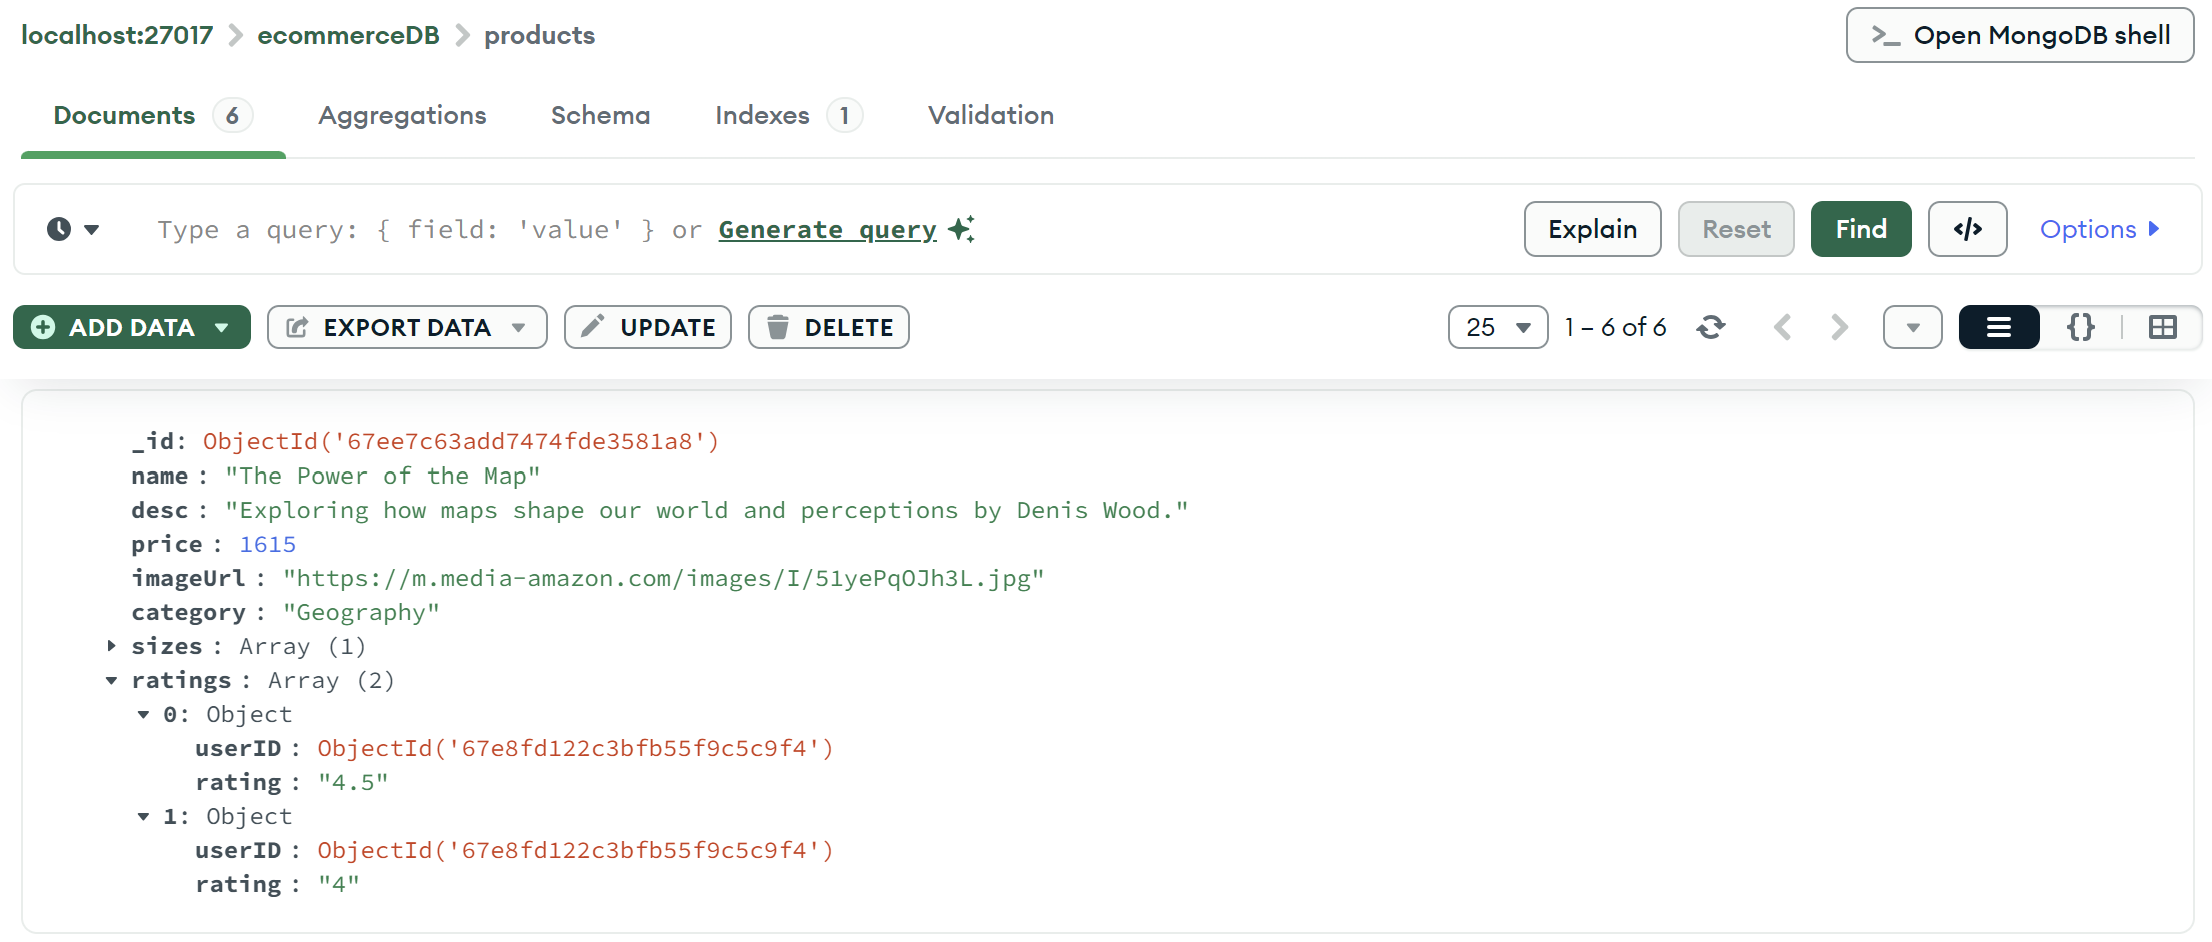 localhost:27017 > ecommerceDB > products
>_ Open MongoDB shell
Documents 6 Aggregations Schema Indexes 1 Validation
Type a query: { field: 'value' } or Generate query
Explain Reset Find </> Options
ADD DATA EXPORT DATA UPDATE DELETE
25 1 – 6 of 6 {}
_id: ObjectId('67ee7c63add7474fde3581a8')
name : "The Power of the Map"
desc : "Exploring how maps shape our world and perceptions by Denis Wood."
price : 1615
imageUrl : "https://m.media-amazon.com/images/I/51yePqOJh3L.jpg"
category : "Geography"
sizes : Array (1)
ratings : Array (2)
0: Object
userID : ObjectId('67e8fd122c3bfb55f9c5c9f4')
rating : "4.5"
1: Object
userID : ObjectId('67e8fd122c3bfb55f9c5c9f4')
rating : "4"